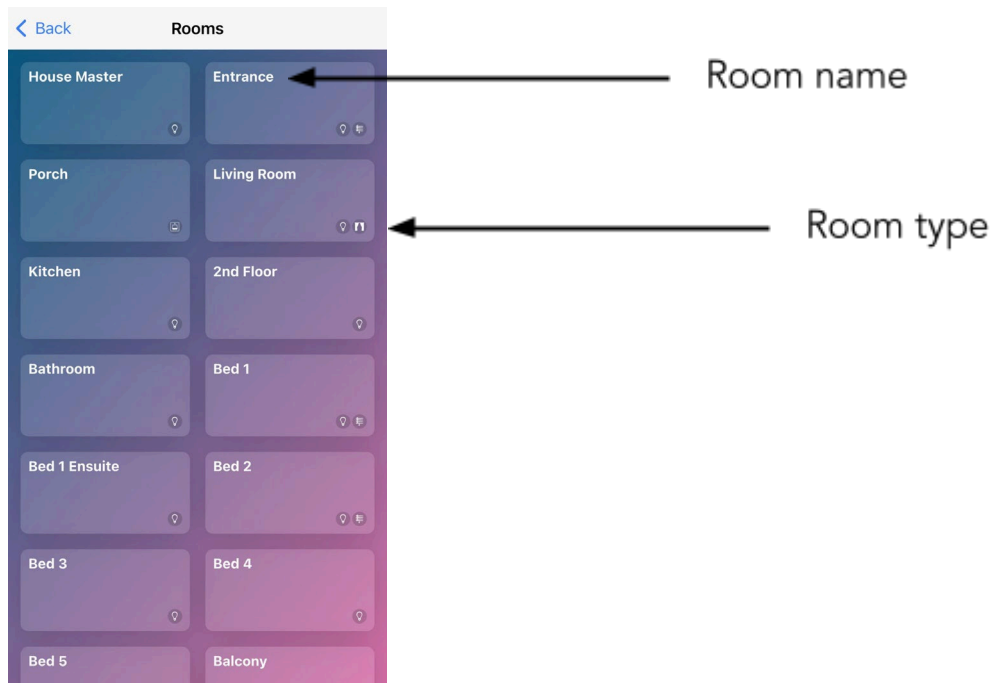 Back
Rooms
House Master
Entrance
Room name
Porch
Living Room
Room type
Kitchen
2nd Floor
Bathroom
Bed 1
Bed 1 Ensuite
Bed 2
Bed 3
Bed 4
Bed 5
Balcony